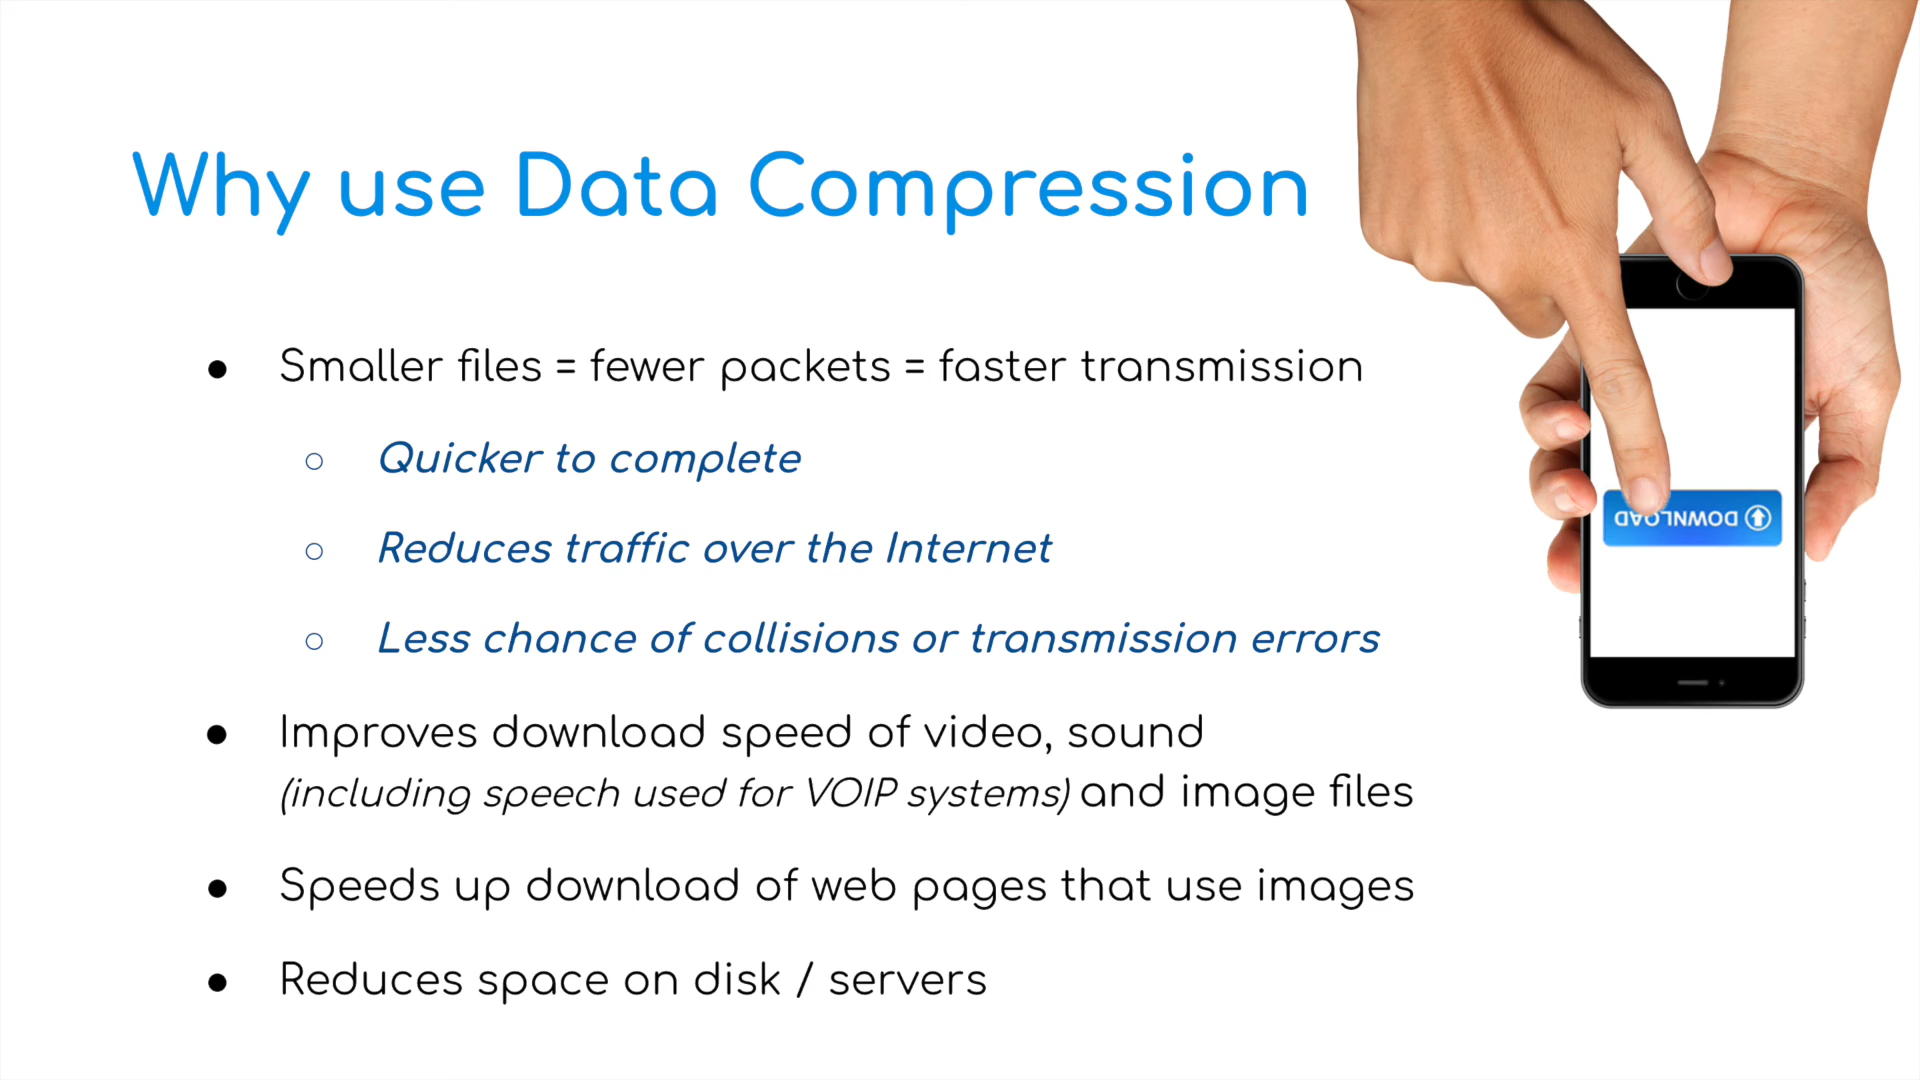 Why use Data Compression
● Smaller files = fewer packets = faster transmission
○ Quicker to complete
○ Reduces traffic over the Internet
○ Less chance of collisions or transmission errors
● Improves download speed of video, sound
(including speech used for VOIP systems) and image files
● Speeds up download of web pages that use images
● Reduces space on disk / servers
DOWNLOAD